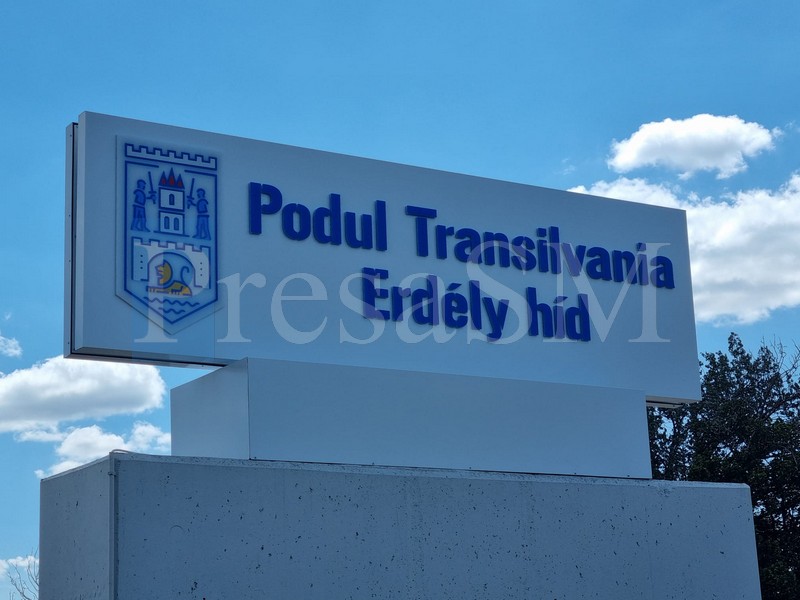 Podul Transilvania
Erdély híd
PresaSM